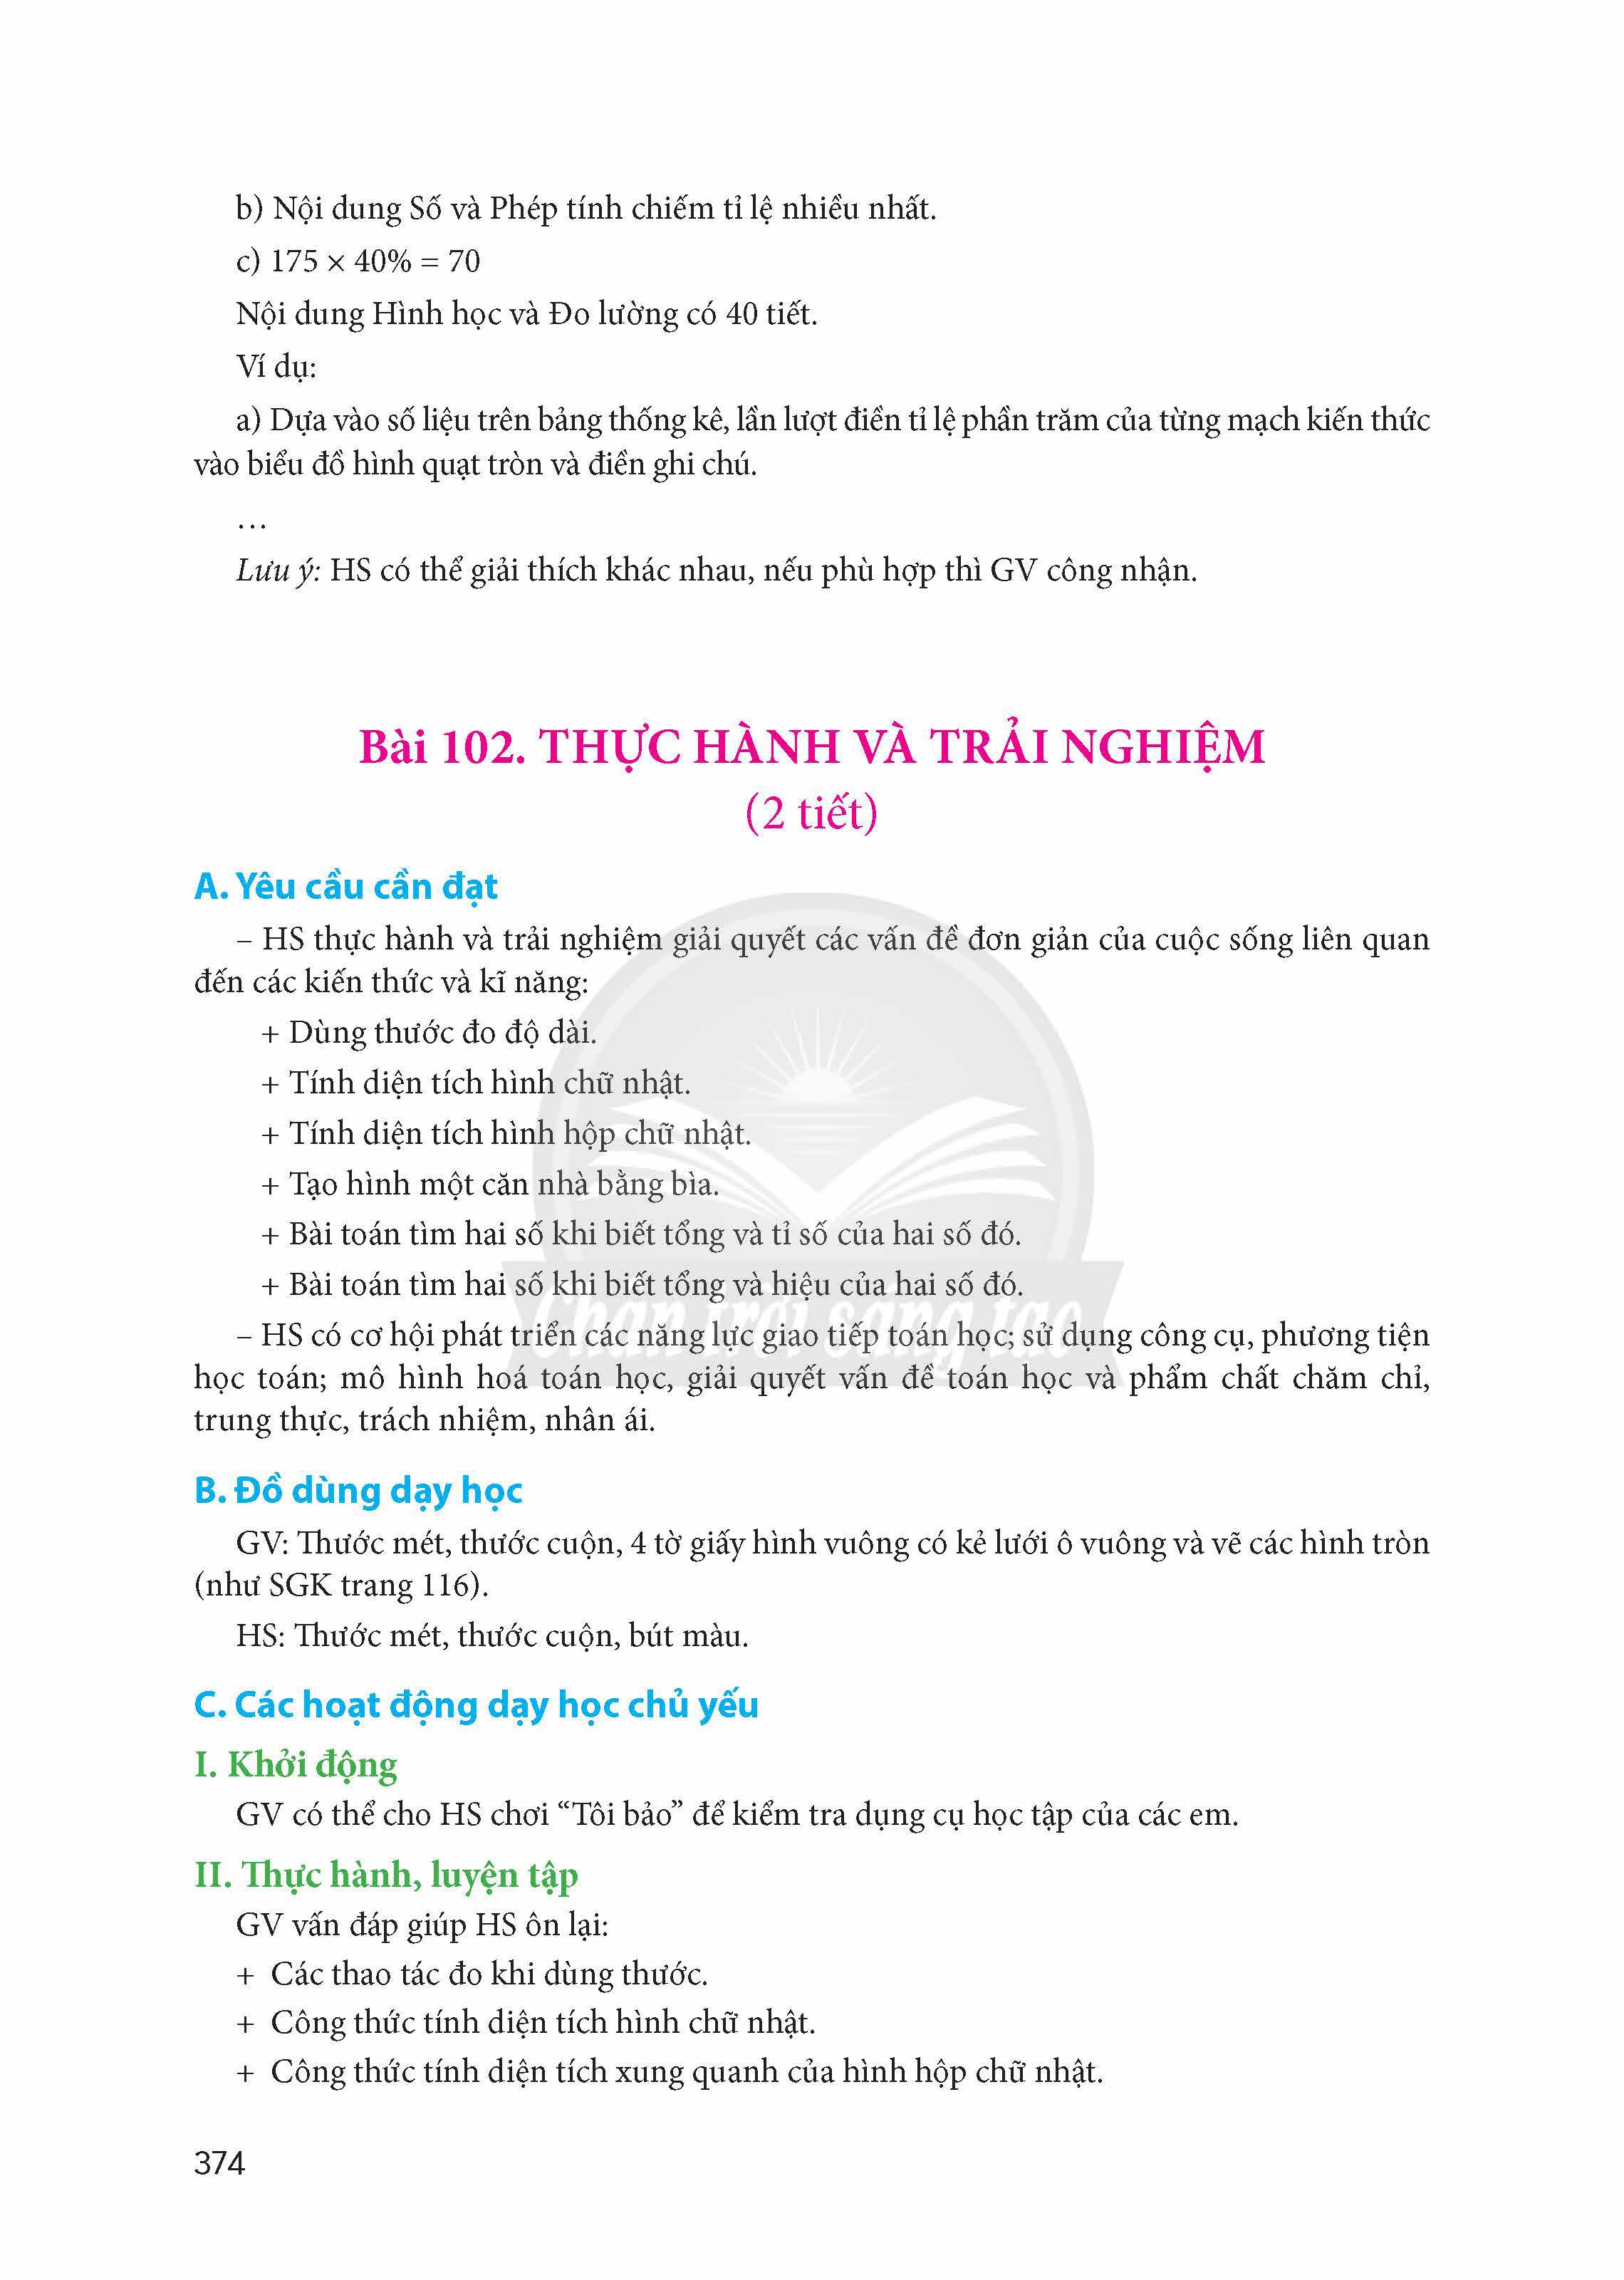 b) Nội dung Số và Phép tính chiếm tỉ lệ nhiều nhất.
c) 175 × 40% = 70
Nội dung Hình học và Đo lường có 40 tiết.
Ví dụ:
a) Dựa vào số liệu trên bảng thống kê, lần lượt điền tỉ lệ phần trăm của từng mạch kiến thức
vào biểu đồ hình quạt tròn và điền ghi chú.
…
Lưu ý: HS có thể giải thích khác nhau, nếu phù hợp thì GV công nhận.
Bài 102. THỰC HÀNH VÀ TRẢI NGHIỆM
(2 tiết)
A. Yêu cầu cần đạt
– HS thực hành và trải nghiệm giải quyết các vấn đề đơn giản của cuộc sống liên quan
đến các kiến thức và kĩ năng:
+ Dùng thước đo độ dài.
+ Tính diện tích hình chữ nhật.
+ Tính diện tích hình hộp chữ nhật.
+ Tạo hình một căn nhà bằng bìa.
+ Bài toán tìm hai số khi biết tổng và tỉ số của hai số đó.
+ Bài toán tìm hai số khi biết tổng và hiệu của hai số đó.
Chân trời sáng tạo
– HS có cơ hội phát triển các năng lực giao tiếp toán học; sử dụng công cụ, phương tiện
học toán; mô hình hoá toán học, giải quyết vấn đề toán học và phẩm chất chăm chỉ,
trung thực, trách nhiệm, nhân ái.
B. Đồ dùng dạy học
GV: Thước mét, thước cuộn, 4 tờ giấy hình vuông có kẻ lưới ô vuông và vẽ các hình tròn
(như SGK trang 116).
HS: Thước mét, thước cuộn, bút màu.
C. Các hoạt động dạy học chủ yếu
I. Khởi động
GV có thể cho HS chơi “Tôi bảo” để kiểm tra dụng cụ học tập của các em.
II. Thực hành, luyện tập
GV vấn đáp giúp HS ôn lại:
+ Các thao tác đo khi dùng thước.
+ Công thức tính diện tích hình chữ nhật.
+ Công thức tính diện tích xung quanh của hình hộp chữ nhật.
374